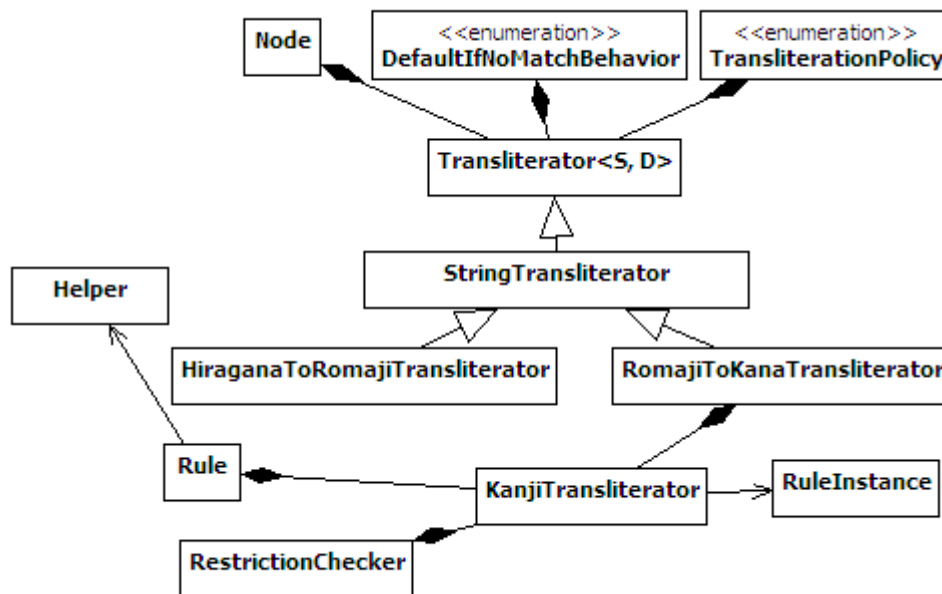 Node
<<enumeration>>
DefaultIfNoMatchBehavior
<<enumeration>>
TransliterationPolicy
Transliterator<S, D>
StringTransliterator
Helper
HiraganaToRomajiTransliterator
RomajiToKanaTransliterator
Rule
KanjiTransliterator
RuleInstance
RestrictionChecker